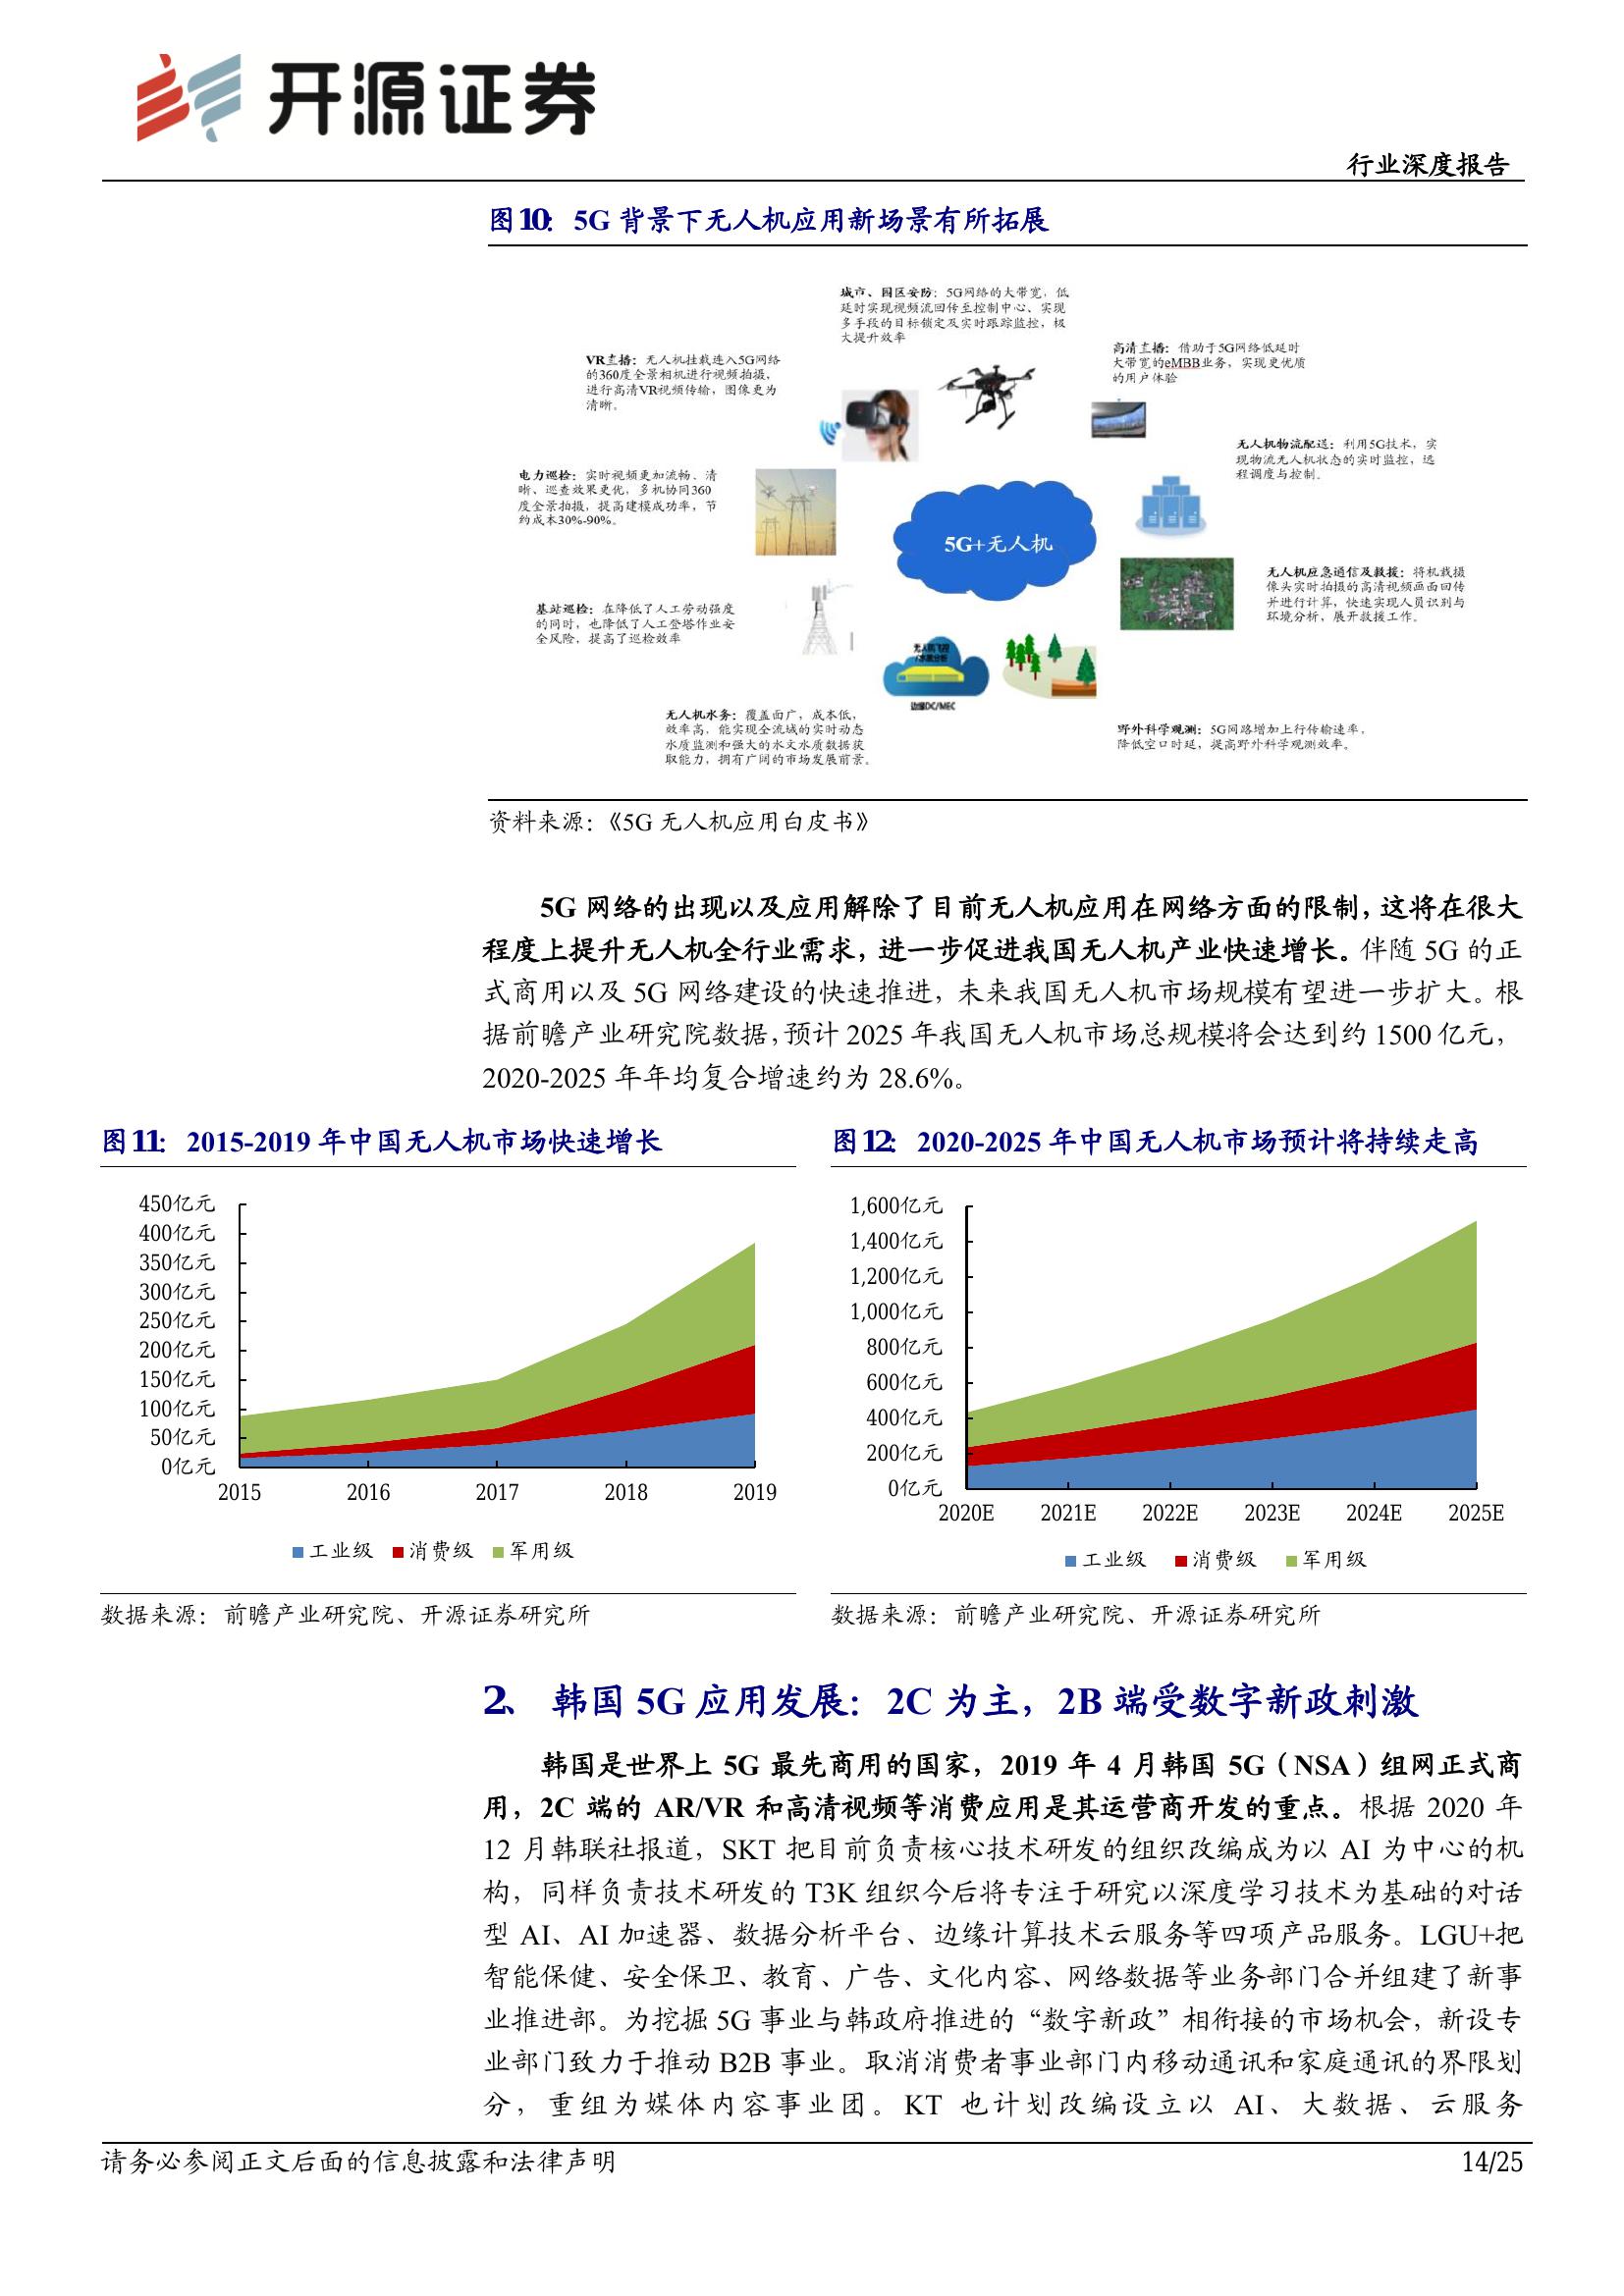 开源证券
行业深度报告
图10： 5G 背景下无人机应用新场景有所拓展
城市、园区安防：5G网络的大带宽，低
延时实现视频流回传至控制中心、实现
多手段的目标锁定及实时跟踪监控，极
大提升效率
高清直播：借助于5G网络低延时
大带宽的eMBB业务，实现更优质
的用户体验
VR直播：无人机挂载连入5G网络
的360度全景相机进行视频拍摄，
进行高清VR视频传输，图像更为
清晰。
无人机物流配送：利用5G技术，实
现物流无人机状态的实时监控，远
程调度与控制。
电力巡检：实时视频更加流畅、清
晰、巡查效果更优，多机协同360
度全景拍摄，提高建模成功率，节
约成本30%-90%。
5G+无人机
无人机应急通信及救援：将机载摄
像头实时拍摄的高清视频画面回传
并进行计算，快速实现人员识别与
环境分析，展开救援工作。
基站巡检：在降低了人工劳动强度
的同时，也降低了人工登塔作业安
全风险，提高了巡检效率
无人机飞控
/水质分析
边缘DC/MEC
无人机水务：覆盖面广，成本低，
效率高，能实现全流域的实时动态
水质监测和强大的水文水质数据获
取能力，拥有广阔的市场发展前景。
野外科学观测：5G网路增加上行传输速率，
降低空口时延，提高野外科学观测效率。
资料来源：《5G 无人机应用白皮书》
5G 网络的出现以及应用解除了目前无人机应用在网络方面的限制，这将在很大
程度上提升无人机全行业需求，进一步促进我国无人机产业快速增长。伴随 5G 的正
式商用以及 5G 网络建设的快速推进，未来我国无人机市场规模有望进一步扩大。根
据前瞻产业研究院数据，预计 2025 年我国无人机市场总规模将会达到约 1500 亿元，
2020-2025 年年均复合增速约为 28.6%。
图11： 2015-2019 年中国无人机市场快速增长
450亿元
400亿元
350亿元
300亿元
250亿元
200亿元
150亿元
100亿元
50亿元
0亿元
2015 2016 2017 2018 2019
工业级 消费级 军用级
数据来源：前瞻产业研究院、开源证券研究所
图12： 2020-2025 年中国无人机市场预计将持续走高
1,600亿元
1,400亿元
1,200亿元
1,000亿元
800亿元
600亿元
400亿元
200亿元
0亿元
2020E 2021E 2022E 2023E 2024E 2025E
工业级 消费级 军用级
数据来源：前瞻产业研究院、开源证券研究所
2、 韩国 5G 应用发展：2C 为主，2B 端受数字新政刺激
韩国是世界上 5G 最先商用的国家，2019 年 4 月韩国 5G（NSA）组网正式商
用，2C 端的 AR/VR 和高清视频等消费应用是其运营商开发的重点。根据 2020 年
12 月韩联社报道，SKT 把目前负责核心技术研发的组织改编成为以 AI 为中心的机
构，同样负责技术研发的 T3K 组织今后将专注于研究以深度学习技术为基础的对话
型 AI、AI 加速器、数据分析平台、边缘计算技术云服务等四项产品服务。LGU+把
智能保健、安全保卫、教育、广告、文化内容、网络数据等业务部门合并组建了新事
业推进部。为挖掘 5G 事业与韩政府推进的“数字新政”相衔接的市场机会，新设专
业部门致力于推动 B2B 事业。取消消费者事业部门内移动通讯和家庭通讯的界限划
分，重组为媒体内容事业团。KT 也计划改编设立以 AI、大数据、云服务
请务必参阅正文后面的信息披露和法律声明
14/25